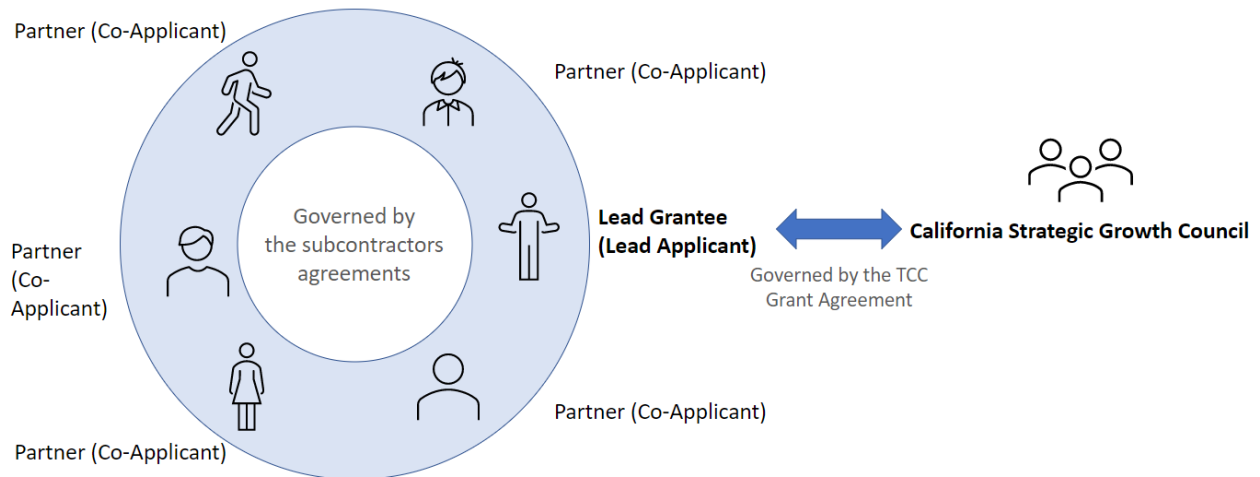 Partner (Co-Applicant)
Partner (Co-Applicant)
Governed by
the subcontractors
agreements
Lead Grantee
(Lead Applicant)
California Strategic Growth Council
Governed by the TCC
Grant Agreement
Partner
(Co-
Applicant)
Partner (Co-Applicant)
Partner (Co-Applicant)